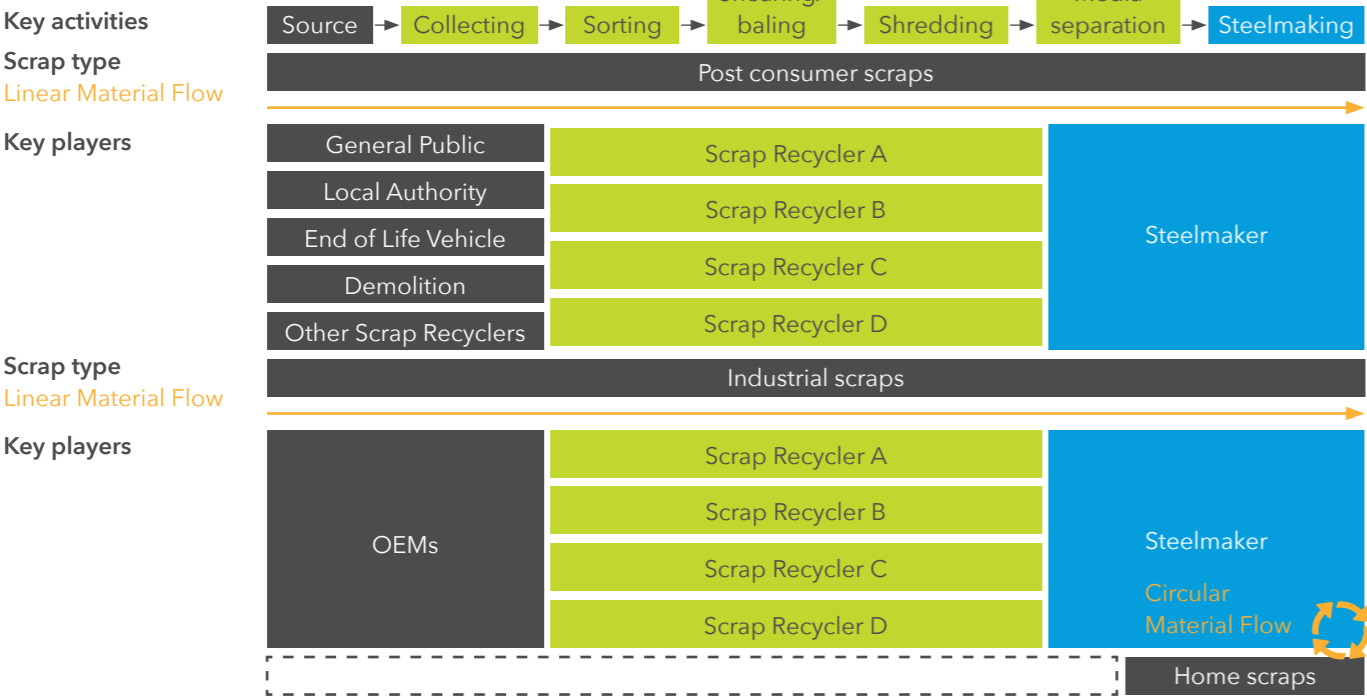 Key activities
Source
Collecting
Sorting
Shearing/
baling
Shredding
media
separation
Steelmaking
Scrap type
Linear Material Flow
Post consumer scraps
Key players
General Public
Local Authority
End of Life Vehicle
Demolition
Other Scrap Recyclers
Scrap Recycler A
Scrap Recycler B
Scrap Recycler C
Scrap Recycler D
Steelmaker
Scrap type
Linear Material Flow
Industrial scraps
Key players
OEMs
Scrap Recycler A
Scrap Recycler B
Scrap Recycler C
Scrap Recycler D
Steelmaker
Circular
Material Flow
Home scraps